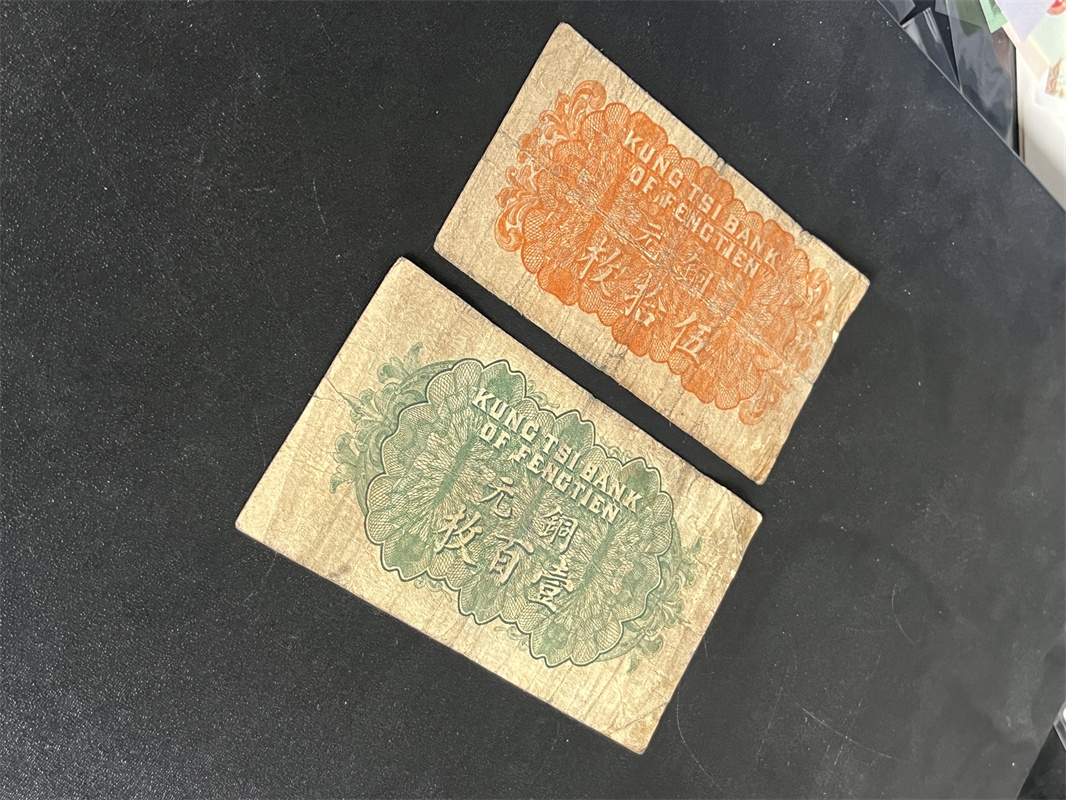 KUNG TSI BANK
OF FENGTIEN
銅元
伍拾枚
KUNG TSI BANK
OF FENGTIEN
銅元
壹百枚